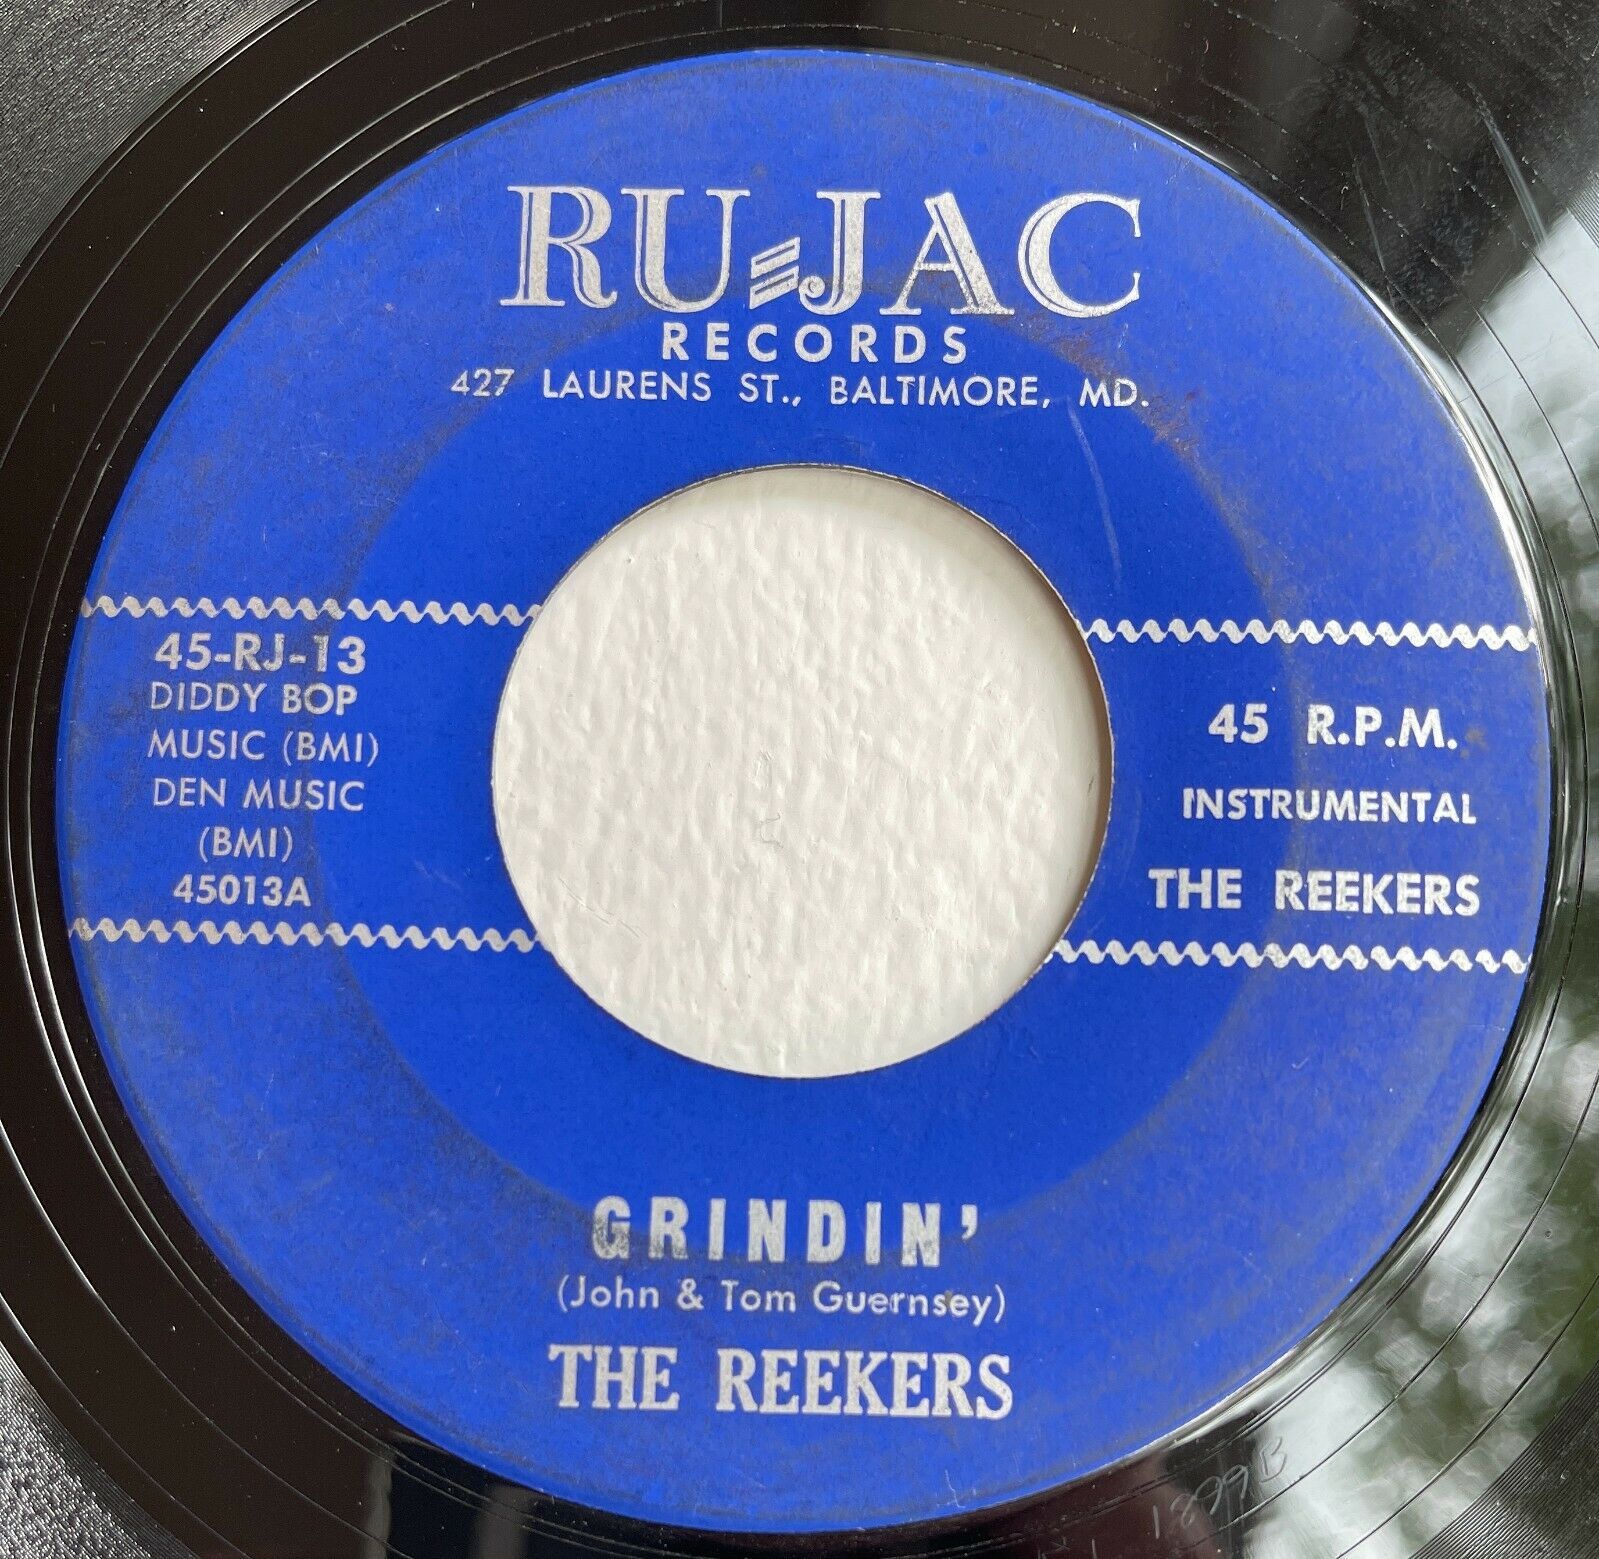 RU-JAC
RECORDS
427 LAURENS ST., BALTIMORE, MD.
45-RJ-13
DIDDY BOP
MUSIC (BMI)
DEN MUSIC
(BMI)
45013A
45 R.P.M.
INSTRUMENTAL
THE REEKERS
GRINDIN'
(John & Tom Guernsey)
THE REEKERS
1899B